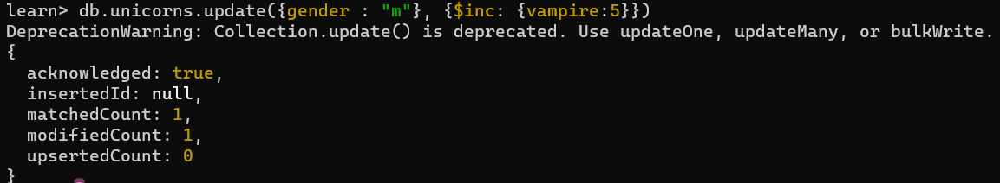 learn> db.unicorns.update({gender : "m"}, {$inc: {vampire:5}})
DeprecationWarning: Collection.update() is deprecated. Use updateOne, updateMany, or bulkWrite.
{
  acknowledged: true,
  insertedId: null,
  matchedCount: 1,
  modifiedCount: 1,
  upsertedCount: 0
}